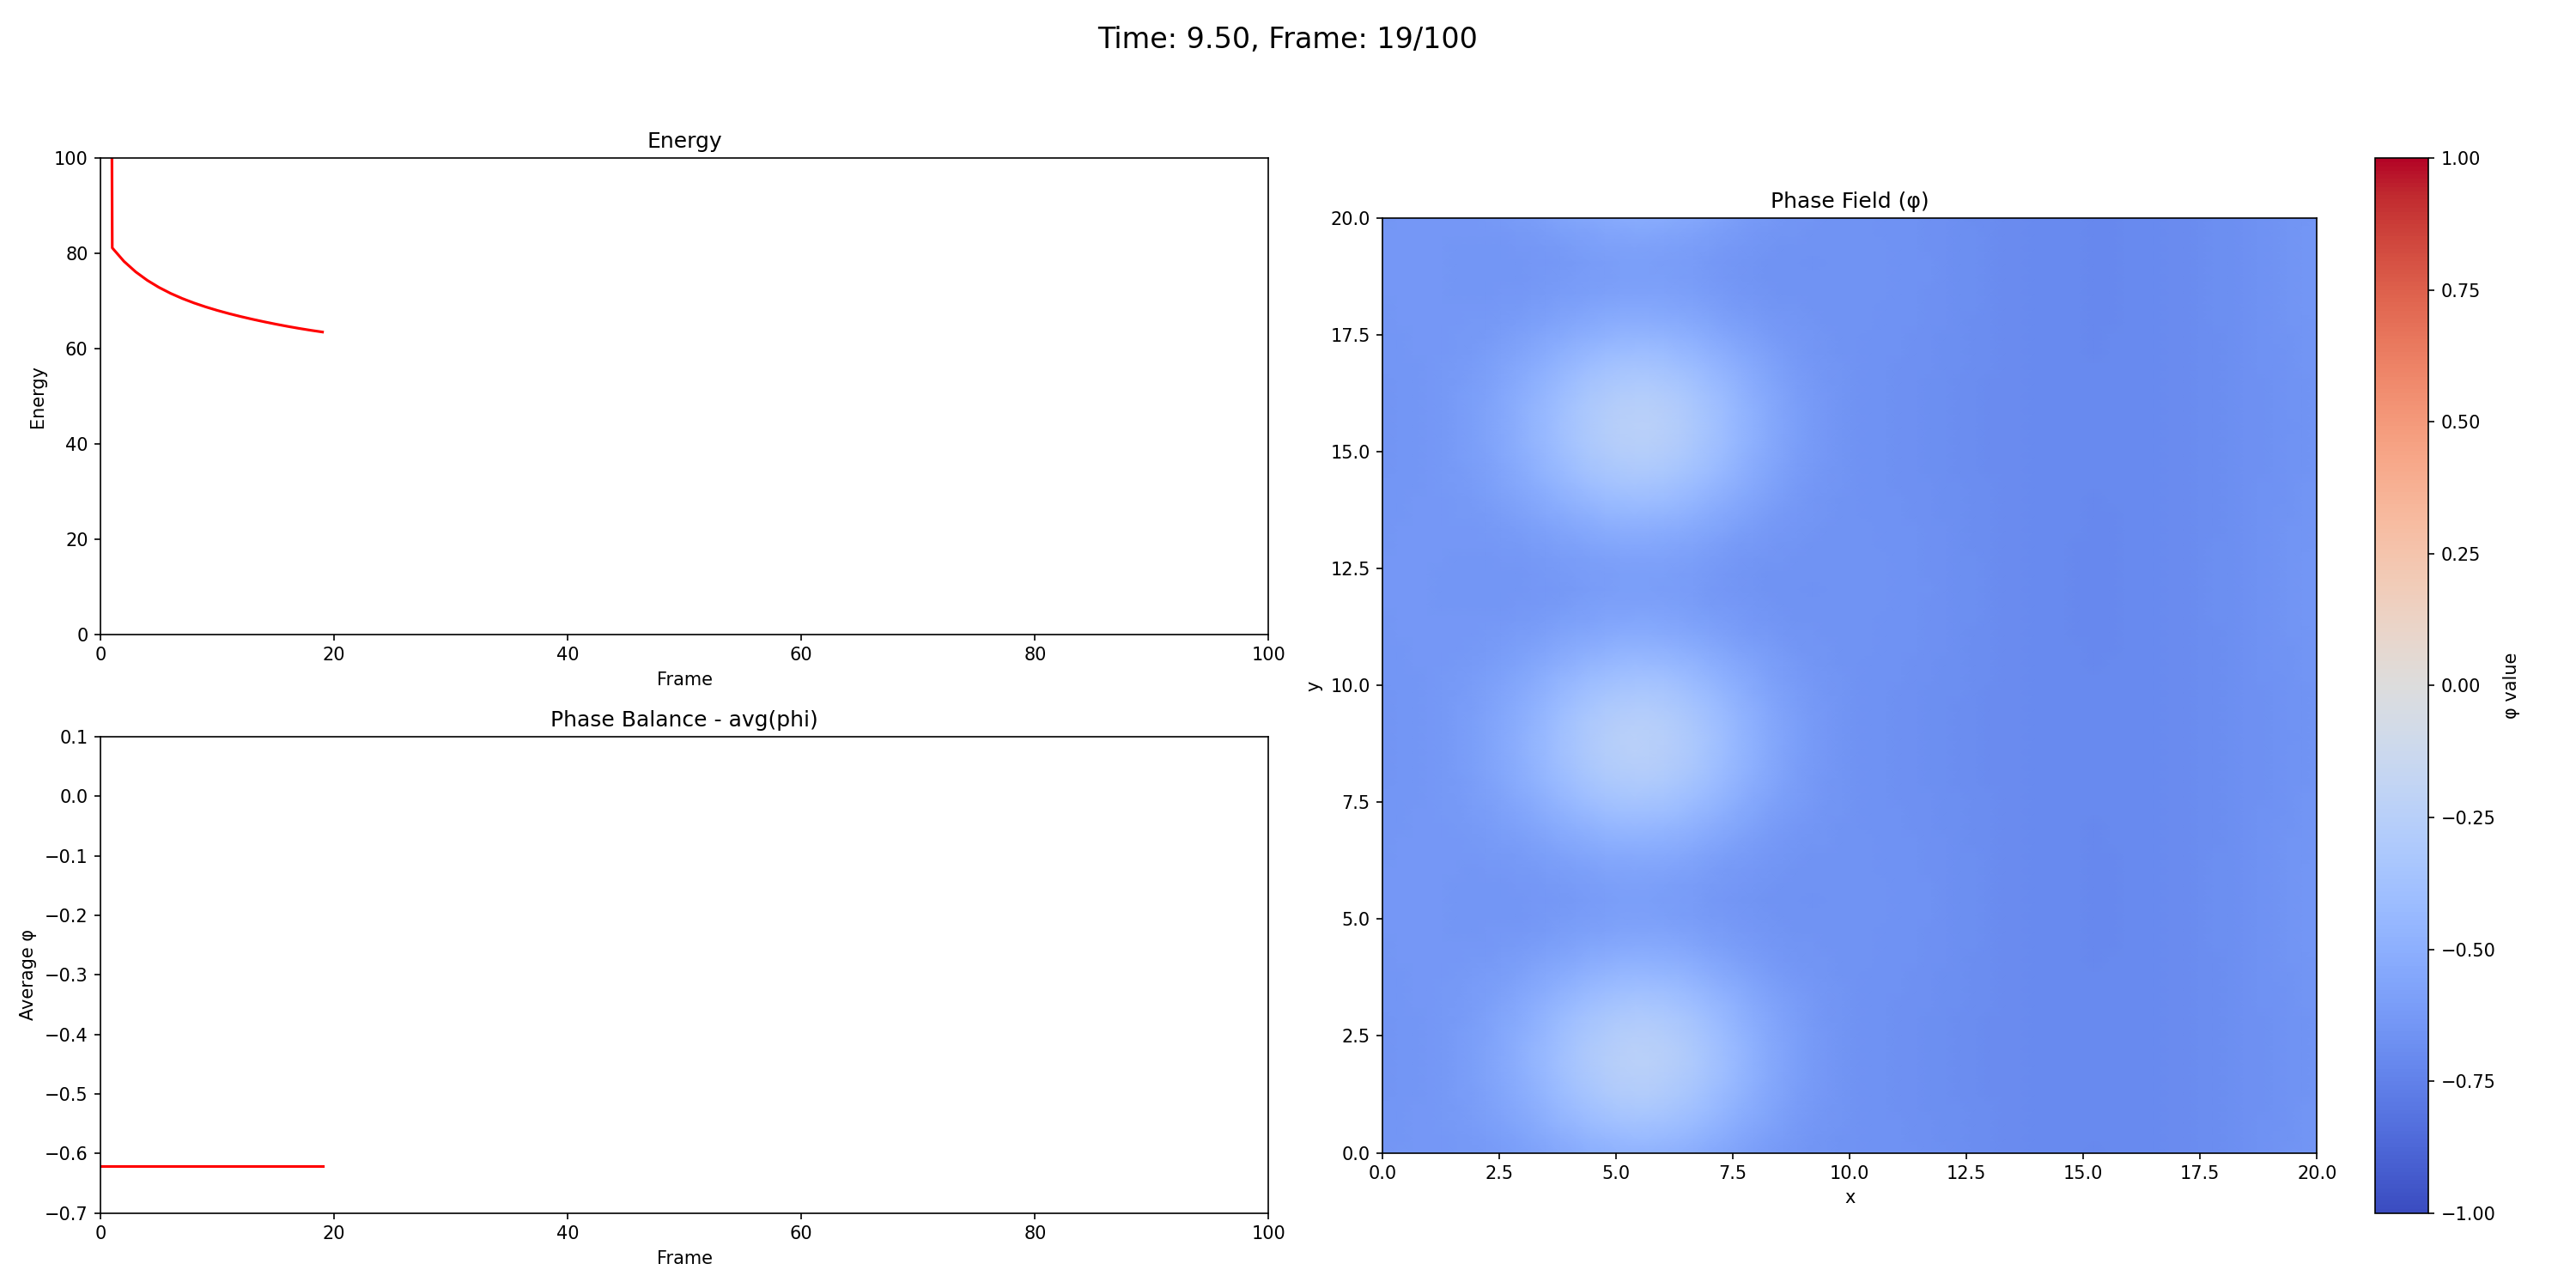 Time: 9.50, Frame: 19/100
Energy
100
80
60
40
20
0
Energy
0 20 40 60 80 100
Frame
Phase Balance - avg(phi)
0.1
0.0
−0.1
−0.2
−0.3
−0.4
−0.5
−0.6
−0.7
Average φ
0 20 40 60 80 100
Frame
Phase Field (φ)
20.0
17.5
15.0
12.5
10.0
7.5
5.0
2.5
0.0
y
0.0 2.5 5.0 7.5 10.0 12.5 15.0 17.5 20.0
x
1.00
0.75
0.50
0.25
0.00
−0.25
−0.50
−0.75
−1.00
φ value